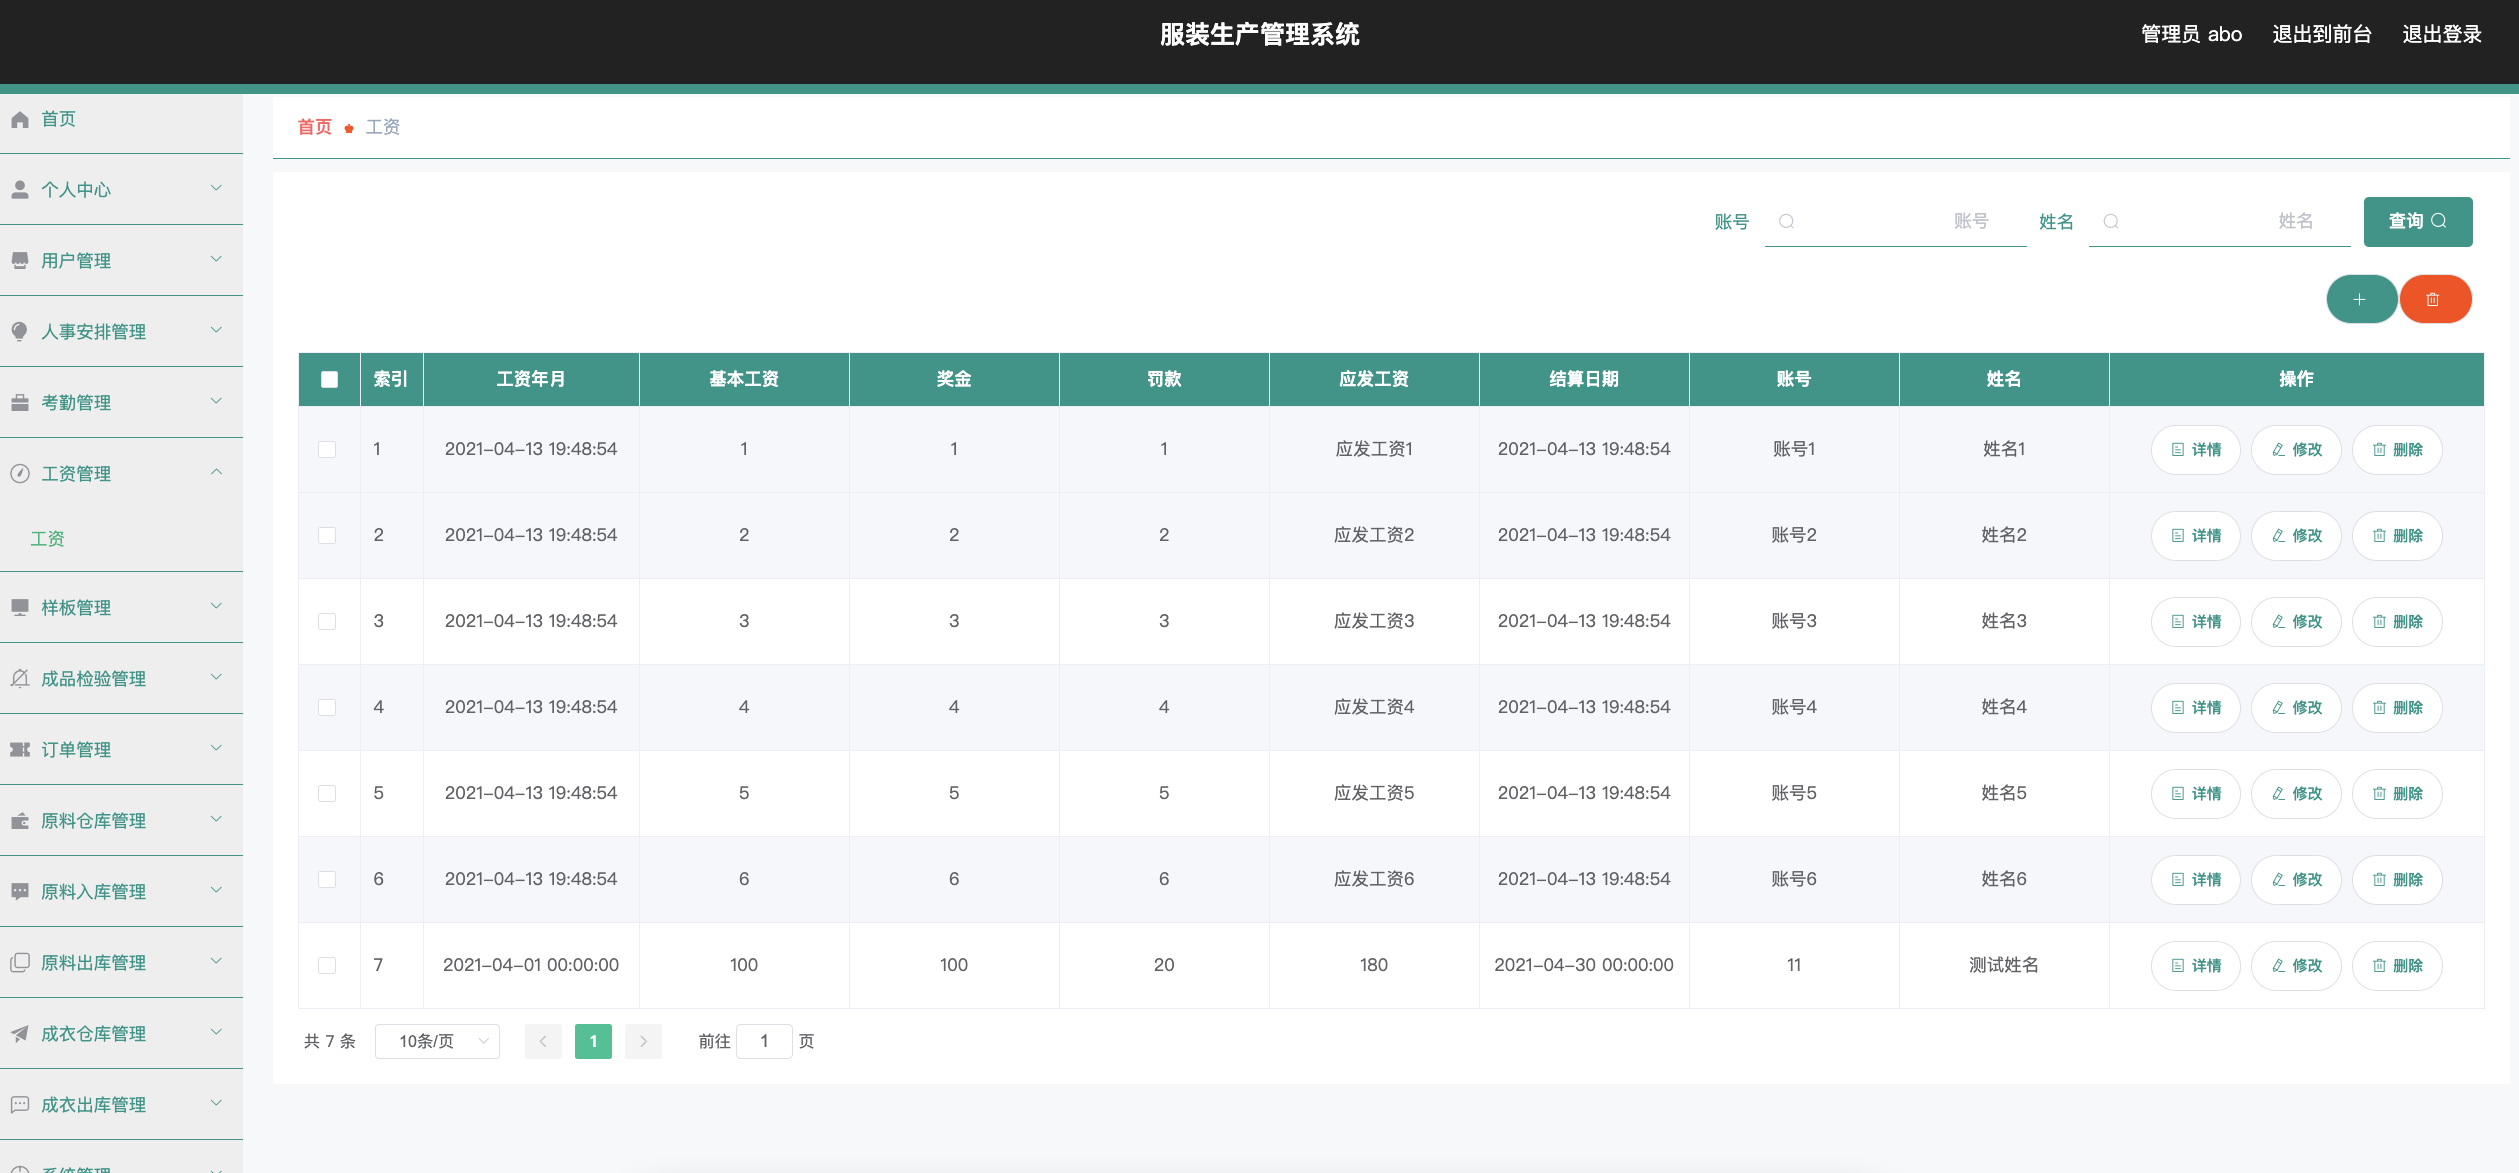 服装生产管理系统
管理员 abo 退出到前台 退出登录
首页
个人中心
用户管理
人事安排管理
考勤管理
工资管理
工资
样板管理
成品检验管理
订单管理
原料仓库管理
原料入库管理
原料出库管理
成衣仓库管理
成衣出库管理
系统管理
首页 工资
账号 账号 姓名 姓名 查询
索引 工资年月 基本工资 奖金 罚款 应发工资 结算日期 账号 姓名 操作
1 2021-04-13 19:48:54 1 1 1 应发工资1 2021-04-13 19:48:54 账号1 姓名1 详情 修改 删除
2 2021-04-13 19:48:54 2 2 2 应发工资2 2021-04-13 19:48:54 账号2 姓名2 详情 修改 删除
3 2021-04-13 19:48:54 3 3 3 应发工资3 2021-04-13 19:48:54 账号3 姓名3 详情 修改 删除
4 2021-04-13 19:48:54 4 4 4 应发工资4 2021-04-13 19:48:54 账号4 姓名4 详情 修改 删除
5 2021-04-13 19:48:54 5 5 5 应发工资5 2021-04-13 19:48:54 账号5 姓名5 详情 修改 删除
6 2021-04-13 19:48:54 6 6 6 应发工资6 2021-04-13 19:48:54 账号6 姓名6 详情 修改 删除
7 2021-04-01 00:00:00 100 100 20 180 2021-04-30 00:00:00 11 测试姓名 详情 修改 删除
共 7 条 10条/页 1 前往 1 页